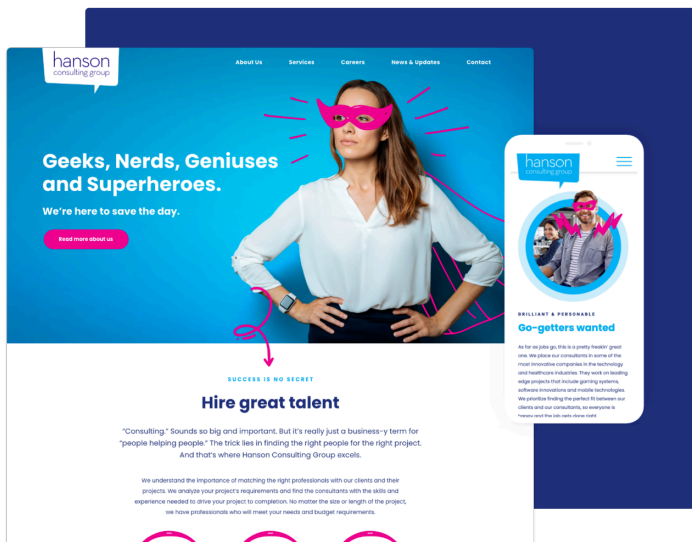 hanson
consulting group
About Us Services Careers News & Updates Contact
Geeks, Nerds, Geniuses
and Superheroes.
We're here to save the day.
Read more about us
SUCCESS IS NO SECRET
Hire great talent
"Consulting." Sounds so big and important. But it's really just a business-y term for
"people helping people." The trick lies in finding the right people for the right project.
And that's where Hanson Consulting Group excels.
We understand the importance of matching the right professionals with our clients and their
projects. We analyze your project's requirements and find the consultants with the skills and
experience needed to drive your project to completion. No matter the size or length of the project,
we have professionals who will meet your needs and budget requirements.
hanson
consulting group
BRILLIANT & PERSONABLE
Go-getters wanted
As far as jobs go, this is a pretty freakin' great
one. We place our consultants in some of the
most innovative companies in the technology
and healthcare industries. They work on leading
edge projects that include gaming systems,
software innovations and mobile technologies.
We prioritize finding the perfect fit between our
clients and our consultants, so everyone is
happy and the job gets done right